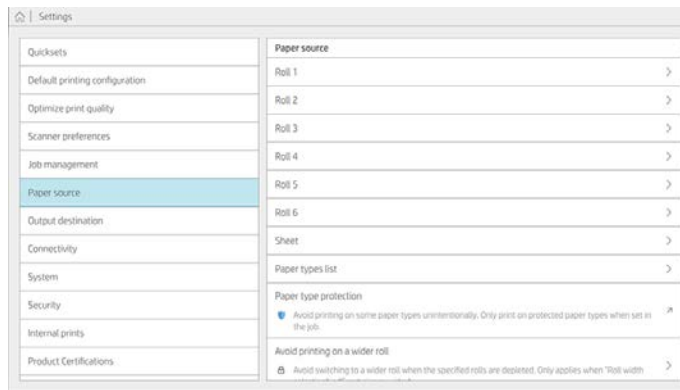 Settings
Quicksets
Default printing configuration
Optimize print quality
Scanner preferences
Job management
Paper source
Output destination
Connectivity
System
Security
Internal prints
Product Certifications
Paper source
Roll 1
Roll 2
Roll 3
Roll 4
Roll 5
Roll 6
Sheet
Paper types list
Paper type protection
Avoid printing on some paper types unintentionally. Only print on protected paper types when set in
the job.
Avoid printing on a wider roll
Avoid switching to a wider roll when the specified rolls are depleted. Only applies when "Roll width